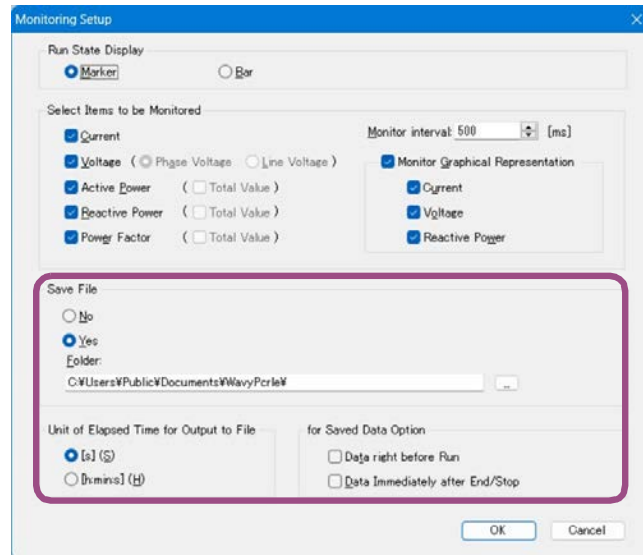 Monitoring Setup
Run State Display
Marker Bar
Select Items to be Monitored
Current
Monitor interval: 500 [ms]
Voltage ( Phase Voltage Line Voltage )
Monitor Graphical Representation
Active Power ( Total Value )
Current
Reactive Power ( Total Value )
Voltage
Power Factor ( Total Value )
Reactive Power
Save File
No
Yes
Folder:
C:¥Users¥Public¥Documents¥WavyPcrle¥
...
Unit of Elapsed Time for Output to File
[s] (S)
[h:min:s] (H)
for Saved Data Option
Data right before Run
Data Immediately after End/Stop
OK Cancel